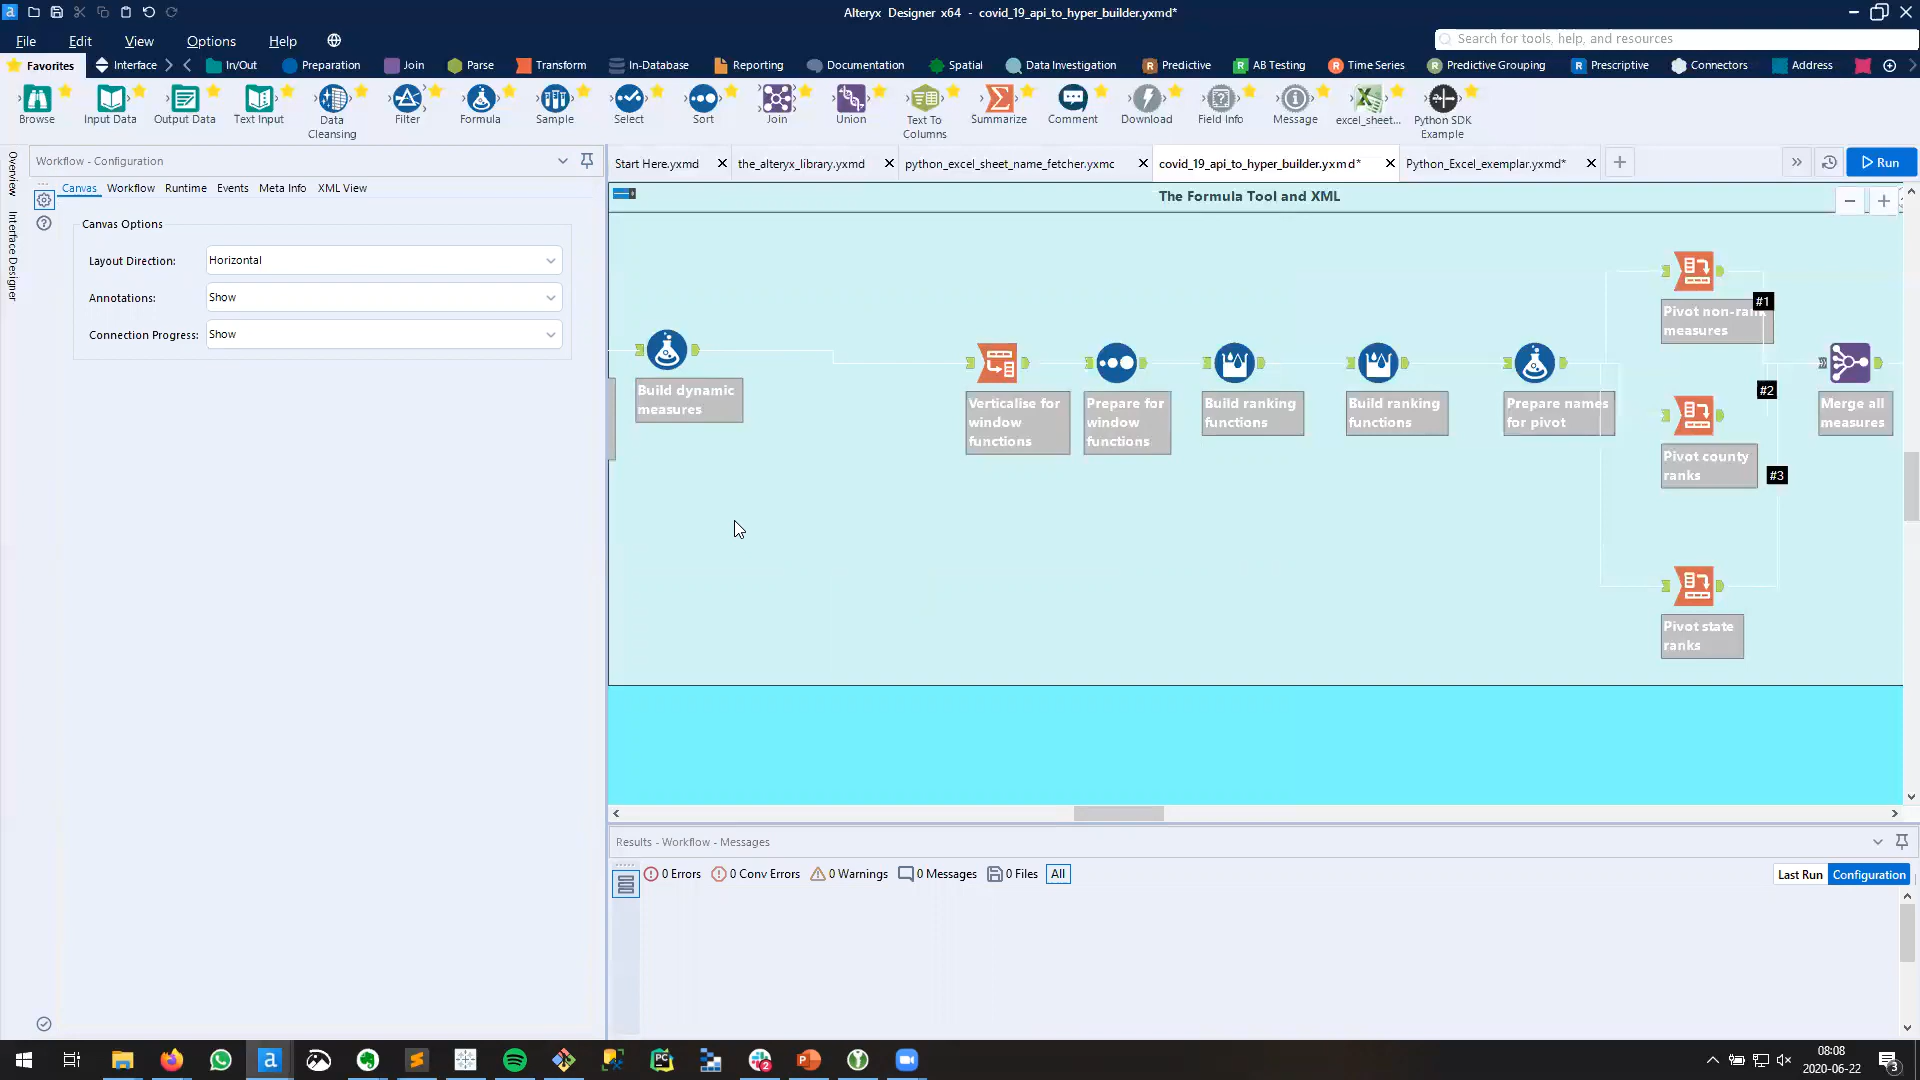 Alteryx Designer x64 - covid_19_api_to_hyper_builder.yxmd*
File Edit View Options Help
Search for tools, help, and resources
Favorites Interface In/Out Preparation Join Parse Transform In-Database Reporting Documentation Spatial Data Investigation Predictive AB Testing Time Series Predictive Grouping Prescriptive Connectors Address
Browse Input Data Output Data Text Input Data Cleansing Filter Formula Sample Select Sort Join Union Text To Columns Summarize Comment Download Field Info Message excel_sheet... Python SDK Example
Overview
Interface Designer
Workflow - Configuration
Canvas Workflow Runtime Events Meta Info XML View
Canvas Options
Layout Direction: Horizontal
Annotations: Show
Connection Progress: Show
Start Here.yxmd the_alteryx_library.yxmd python_excel_sheet_name_fetcher.yxmc covid_19_api_to_hyper_builder.yxmd* Python_Excel_exemplar.yxmd* Run
The Formula Tool and XML
Build dynamic
measures
Verticalise for
window
functions
Prepare for
window
functions
Build ranking
functions
Build ranking
functions
Prepare names
for pivot
#1
Pivot non-rank
measures
#2
Pivot county
ranks
#3
Pivot state
ranks
Merge all
measures
Results - Workflow - Messages
0 Errors 0 Conv Errors 0 Warnings 0 Messages 0 Files All
Last Run Configuration
08:08
2020-06-22